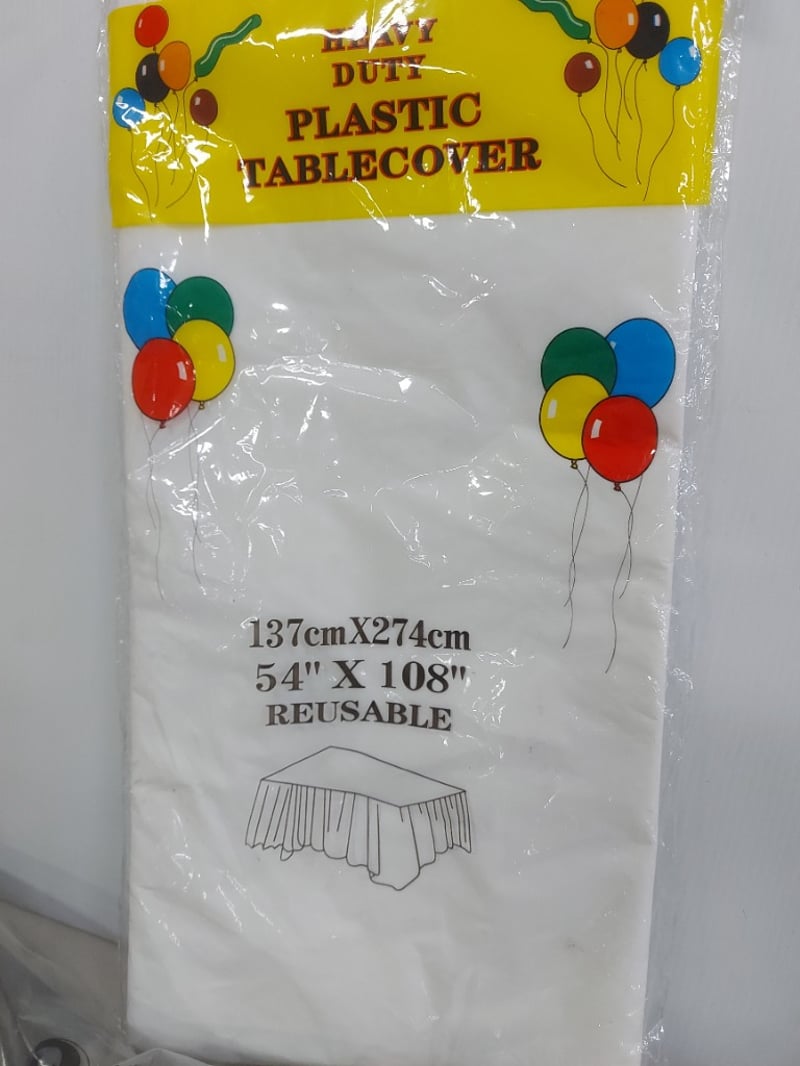 HEAVY
DUTY
PLASTIC
TABLECOVER
137cmX274cm
54" X 108"
REUSABLE